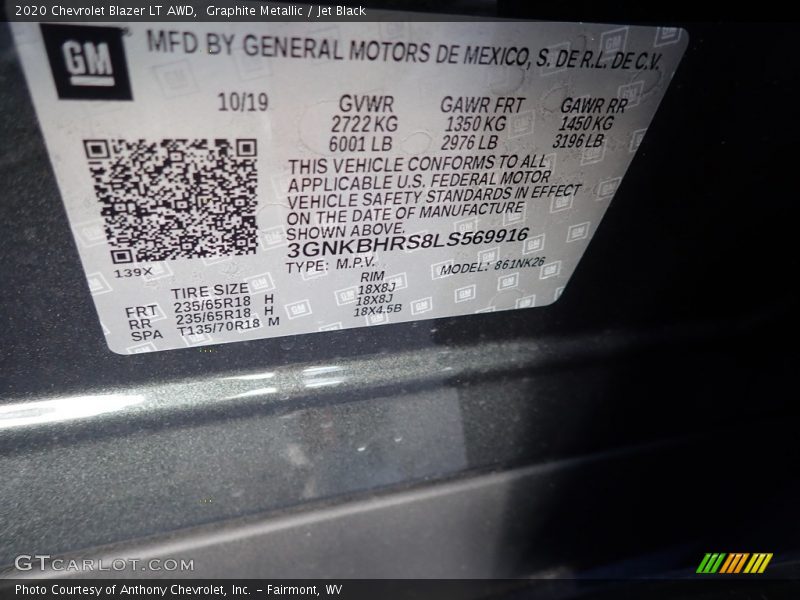 2020 Chevrolet Blazer LT AWD,  Graphite Metallic / Jet Black
GM
MFD BY GENERAL MOTORS DE MEXICO, S. DE R.L. DE C.V.
10/19 GVWR GAWR FRT GAWR RR
2722 KG 1350 KG 1450 KG
6001 LB 2976 LB 3196 LB
THIS VEHICLE CONFORMS TO ALL
APPLICABLE U.S. FEDERAL MOTOR
VEHICLE SAFETY STANDARDS IN EFFECT
ON THE DATE OF MANUFACTURE
SHOWN ABOVE.
3GNKBHRS8LS569916
TYPE: M.P.V. MODEL: 861NK26
139X
TIRE SIZE RIM
FRT 235/65R18 H 18X8J
RR 235/65R18 H 18X8J
SPA T135/70R18 M 18X4.5B
GTCARLOT.COM
Photo Courtesy of Anthony Chevrolet, Inc. – Fairmont, WV